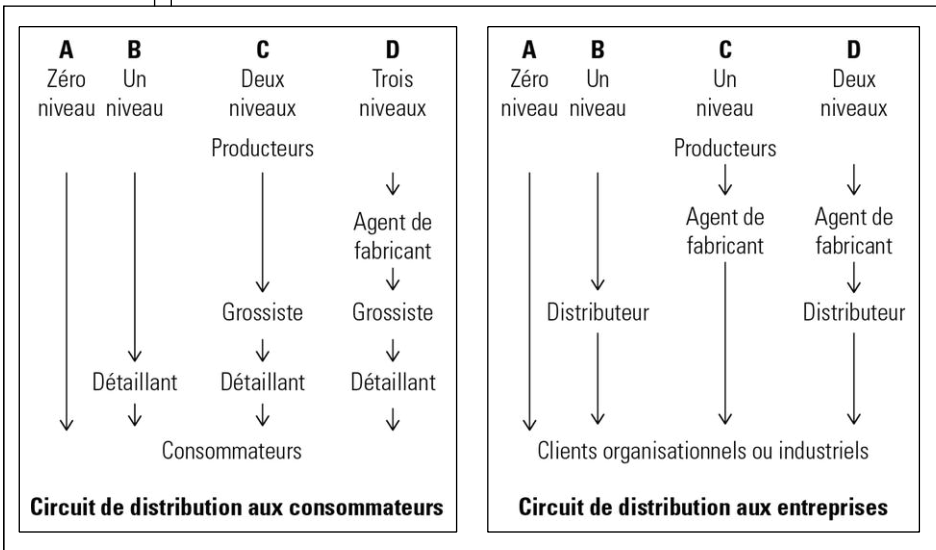 A B C D
Zéro Un Deux Trois
niveau niveau niveaux niveaux
Producteurs
Agent de
fabricant
Grossiste Grossiste
Détaillant Détaillant Détaillant
Consommateurs
Circuit de distribution aux consommateurs
A B C D
Zéro Un Un Deux
niveau niveau niveau niveaux
Producteurs
Agent de Agent de
fabricant fabricant
Distributeur Distributeur
Clients organisationnels ou industriels
Circuit de distribution aux entreprises